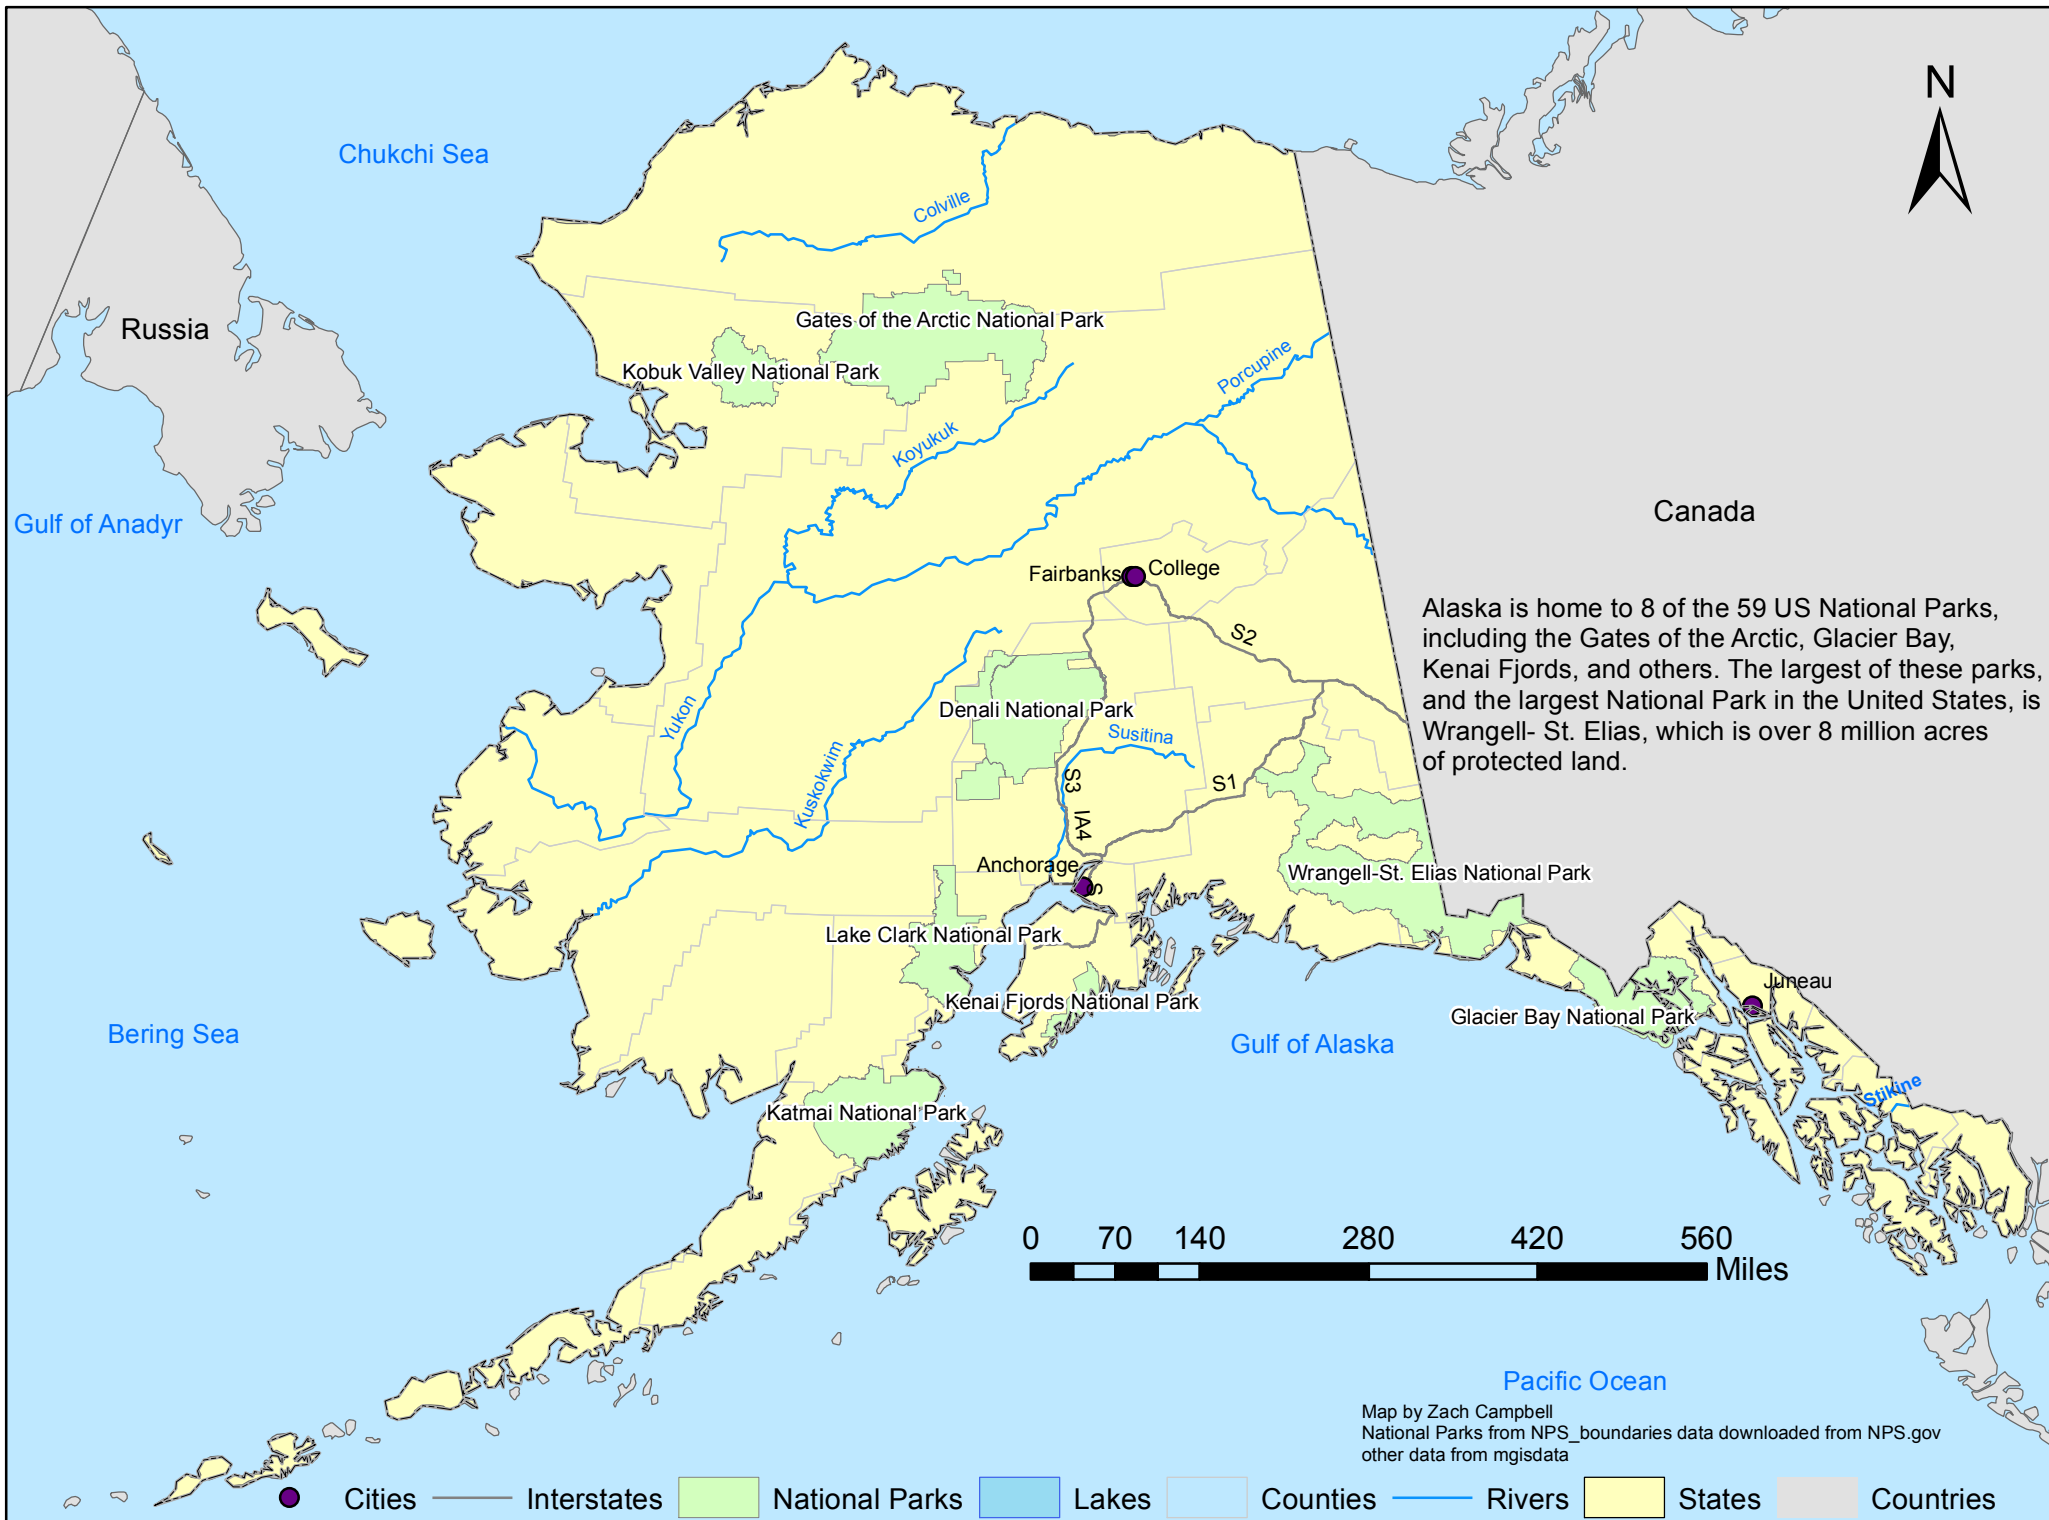 N
Chukchi Sea
Colville
Russia
Gates of the Arctic National Park
Kobuk Valley National Park
Porcupine
Koyukuk
Gulf of Anadyr
Canada
Fairbanks
College
Alaska is home to 8 of the 59 US National Parks,
including the Gates of the Arctic, Glacier Bay,
Kenai Fjords, and others. The largest of these parks,
and the largest National Park in the United States, is
Wrangell- St. Elias, which is over 8 million acres
of protected land.
S2
Yukon
Denali National Park
Susitina
Kuskokwim
S3
S1
IA4
Anchorage
S
Wrangell-St. Elias National Park
Lake Clark National Park
Kenai Fjords National Park
Juneau
Glacier Bay National Park
Bering Sea
Gulf of Alaska
Stikine
Katmai National Park
0 70 140 280 420 560
Miles
Pacific Ocean
Map by Zach Campbell
National Parks from NPS_boundaries data downloaded from NPS.gov
other data from mgisdata
Cities Interstates National Parks Lakes Counties Rivers States Countries